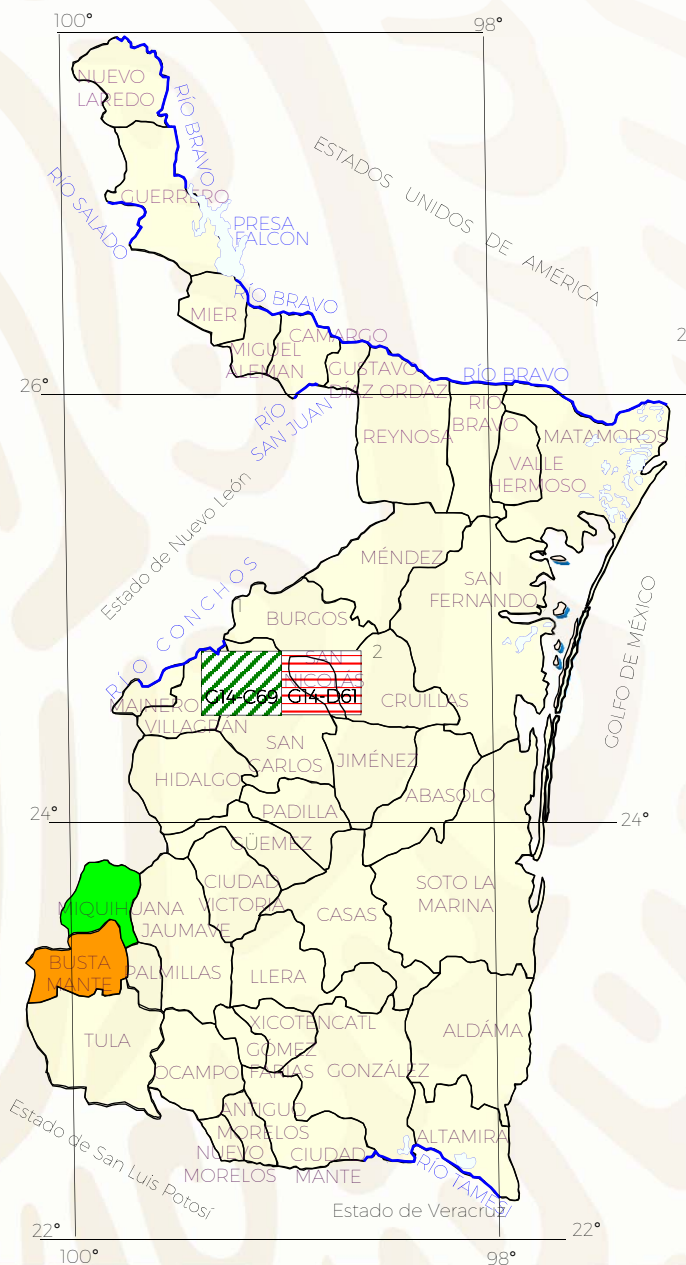 100°
98°
NUEVO
LAREDO
RÍO BRAVO
ESTADOS UNIDOS DE AMÉRICA
RÍO SALADO
GUERRERO
PRESA
FALCON
RÍO BRAVO
MIER
CAMARGO
MIGUEL
ALEMAN
GUSTAVO
DÍAZ ORDAZ
RÍO BRAVO
26°
2
RÍO
SAN JUAN
RIO
BRAVO
REYNOSA
MATAMOROS
VALLE
HERMOSO
Estado de Nuevo León
MÉNDEZ
SAN
FERNANDO
RÍO CONCHOS
1
BURGOS
GOLFO DE MÉXICO
2
SAN
NICOLÁS
G14-C69
G14-D61
MAINERO
CRUILLAS
VILLAGRÁN
SAN
CARLOS
JIMÉNEZ
HIDALGO
ABASOLO
PADILLA
24°
24°
GÜEMEZ
CIUDAD
VICTORIA
SOTO LA
MARINA
MIQUIHUANA
CASAS
JAUMAVE
BUSTA
MANTE
PALMILLAS
LLERA
XICOTENCATL
ALDÁMA
TULA
GOMEZ
FARIAS
OCAMPO
GONZÁLEZ
ANTIGUO
MORELOS
ALTAMIRA
NUEVO
MORELOS
CIUDAD
MANTE
RÍO TAMESÍ
Estado de San Luis Potosí
Estado de Veracruz
22°
22°
100°
98°